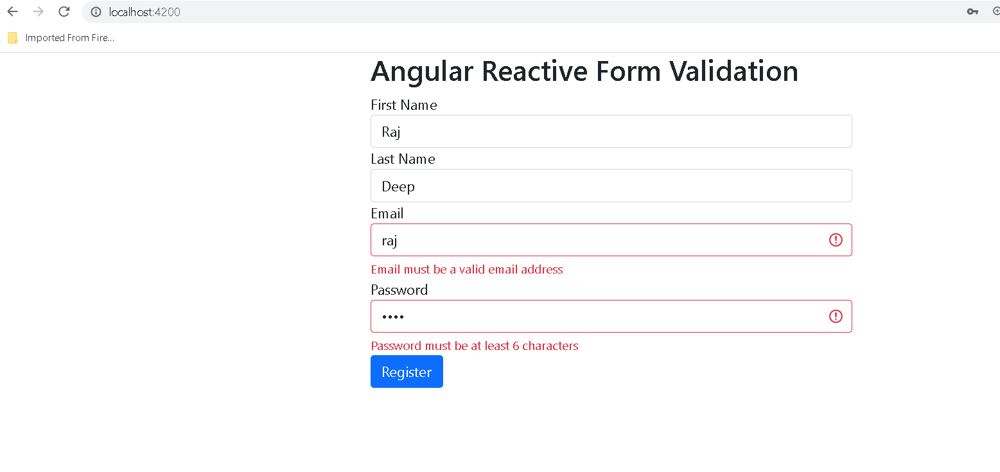 localhost:4200
Imported From Fire...
Angular Reactive Form Validation
First Name
Raj
Last Name
Deep
Email
raj
Email must be a valid email address
Password
••••
Password must be at least 6 characters
Register